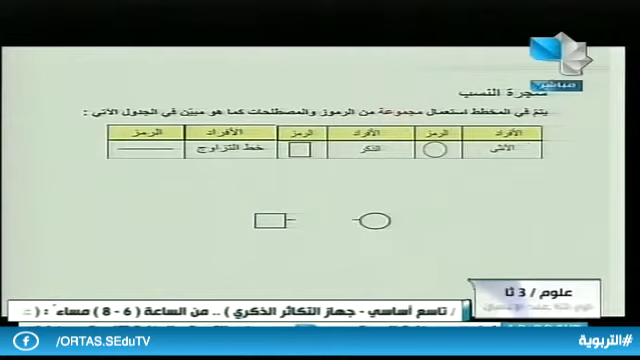 مباشر
شجرة النسب
يتمّ في المخطط استعمال مجموعة من الرموز والمصطلحات كما هو مبيّن في الجدول الآتي :
الأفراد الرمز الأفراد الرمز الأفراد الرمز
الأنثى الذكر خط التزاوج
علوم / 3 ثا
/ تاسع أساسي - جهاز التكاثر الذكري ) .. من الساعة ( 6 - 8 ) مساءً : (
/ORTAS.SEduTV
#التربوية